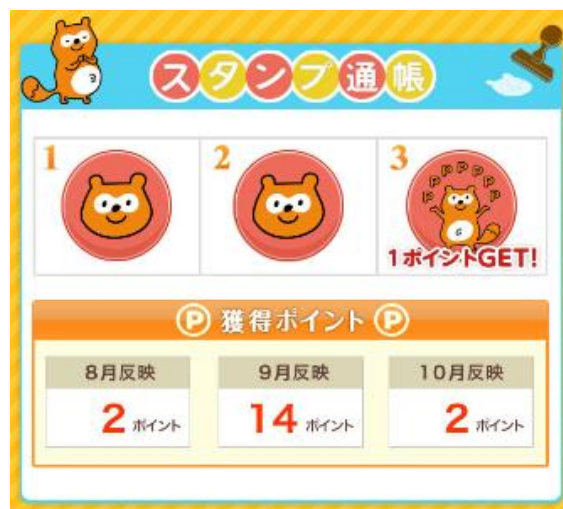 スタンプ通帳
1 2 3
PPPPPP
1ポイントGET!
P 獲得ポイント P
8月反映 9月反映 10月反映
2 ポイント 14 ポイント 2 ポイント